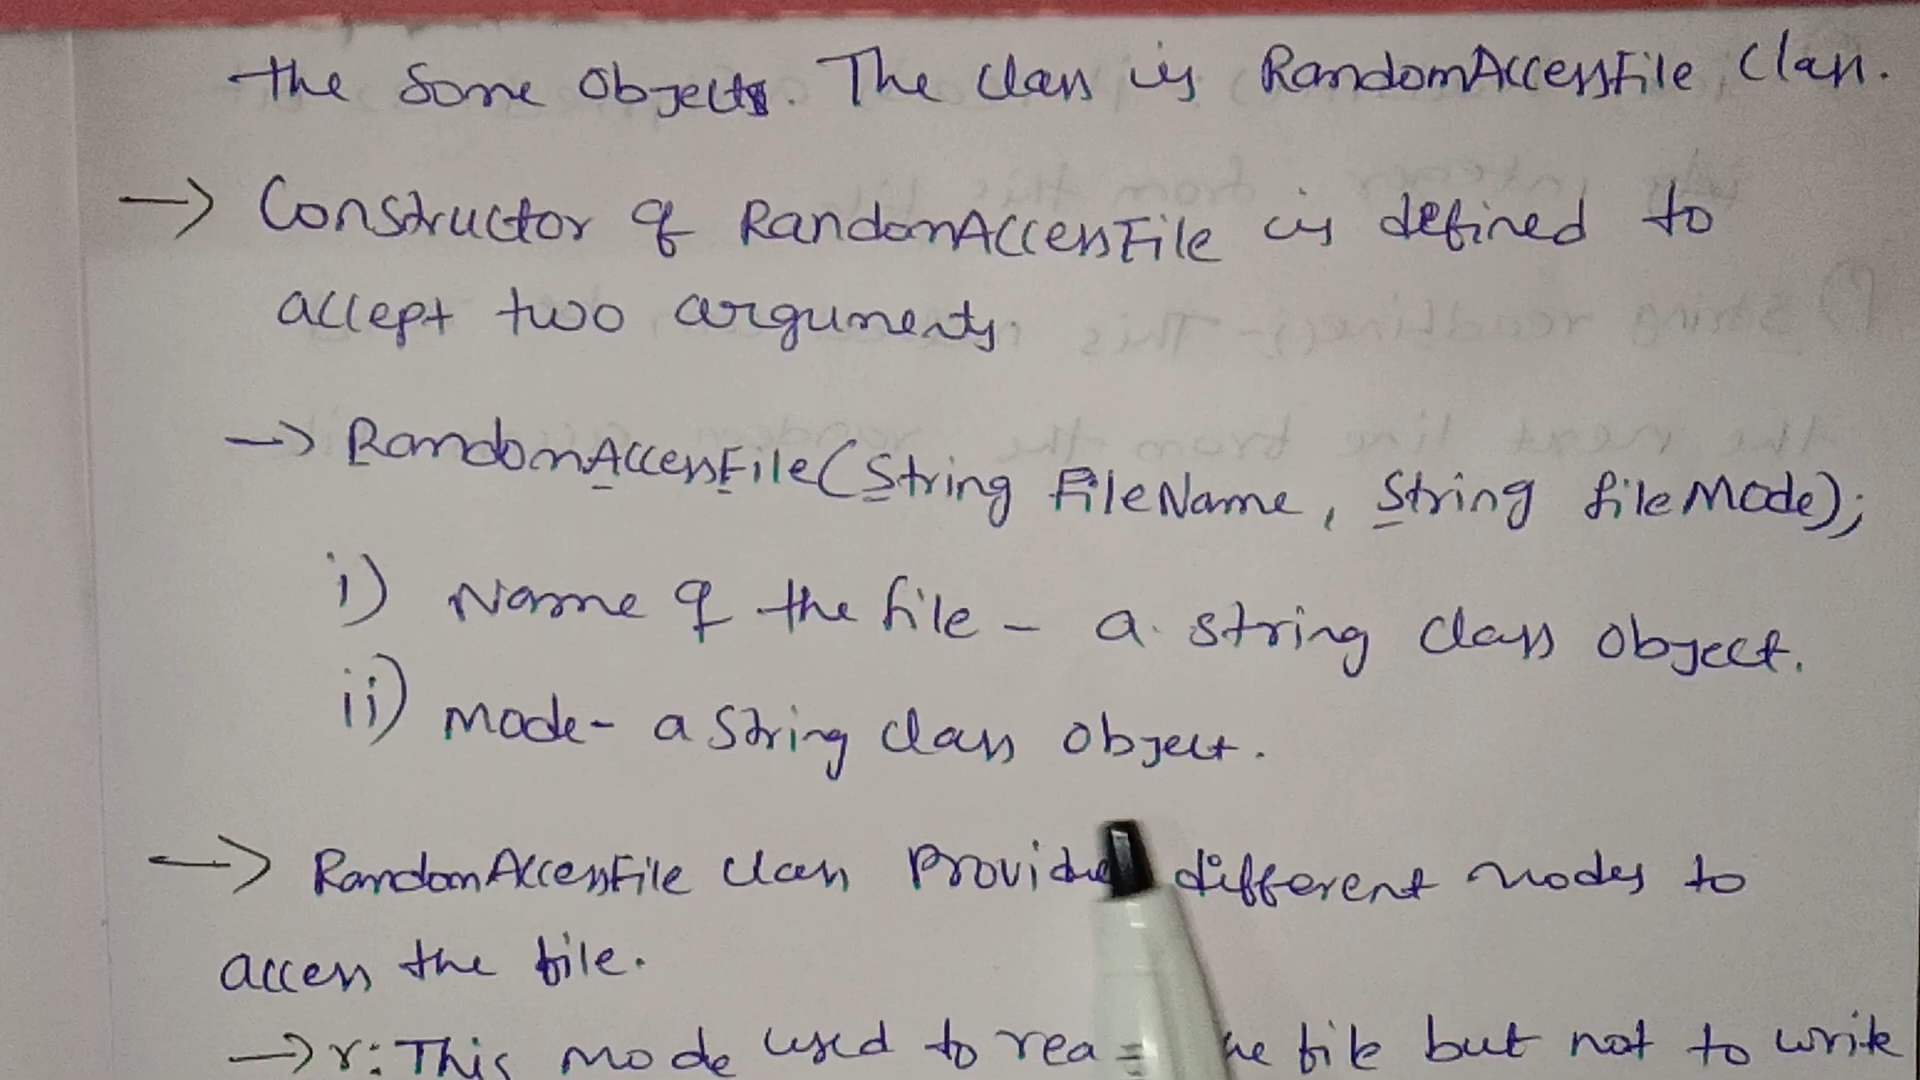 the same objects. The class is RandomAccessFile class.
→ Constructor of RandomAccessFile is defined to
accept two arguments.
→ RandomAccessFile(String FileName, String fileMode);
i) Name of the file - a string class object.
ii) mode - a string class object.
→ RandomAccessFile class provides different modes to
access the file.
→ r: This mode used to file but not to write